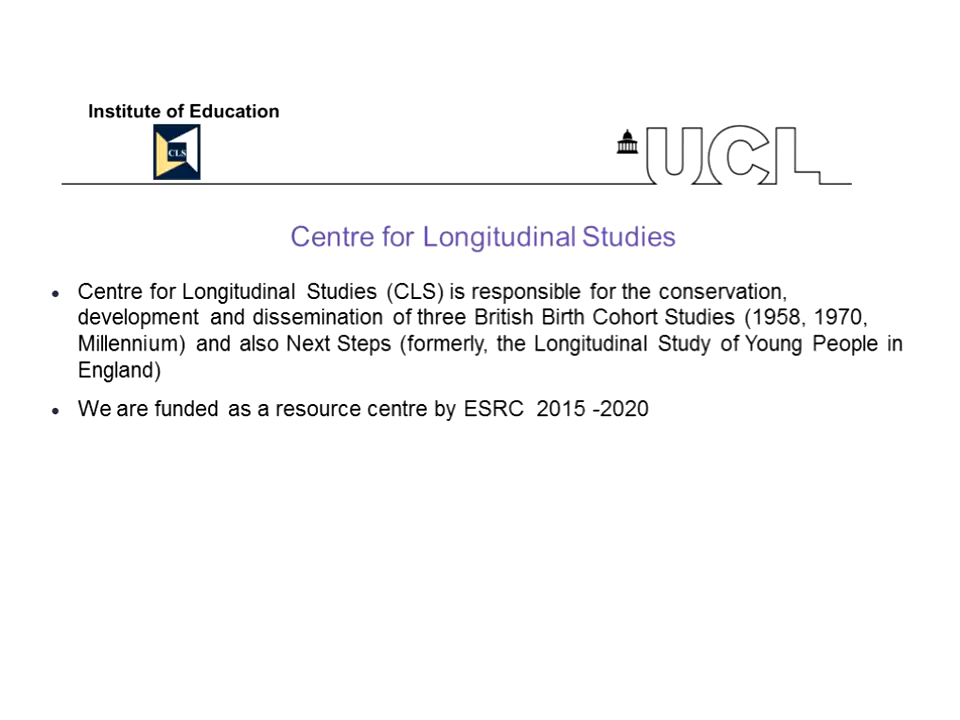 Institute of Education
CLS
UCL
Centre for Longitudinal Studies
• Centre for Longitudinal Studies (CLS) is responsible for the conservation,
development and dissemination of three British Birth Cohort Studies (1958, 1970,
Millennium) and also Next Steps (formerly, the Longitudinal Study of Young People in
England)
• We are funded as a resource centre by ESRC 2015 -2020